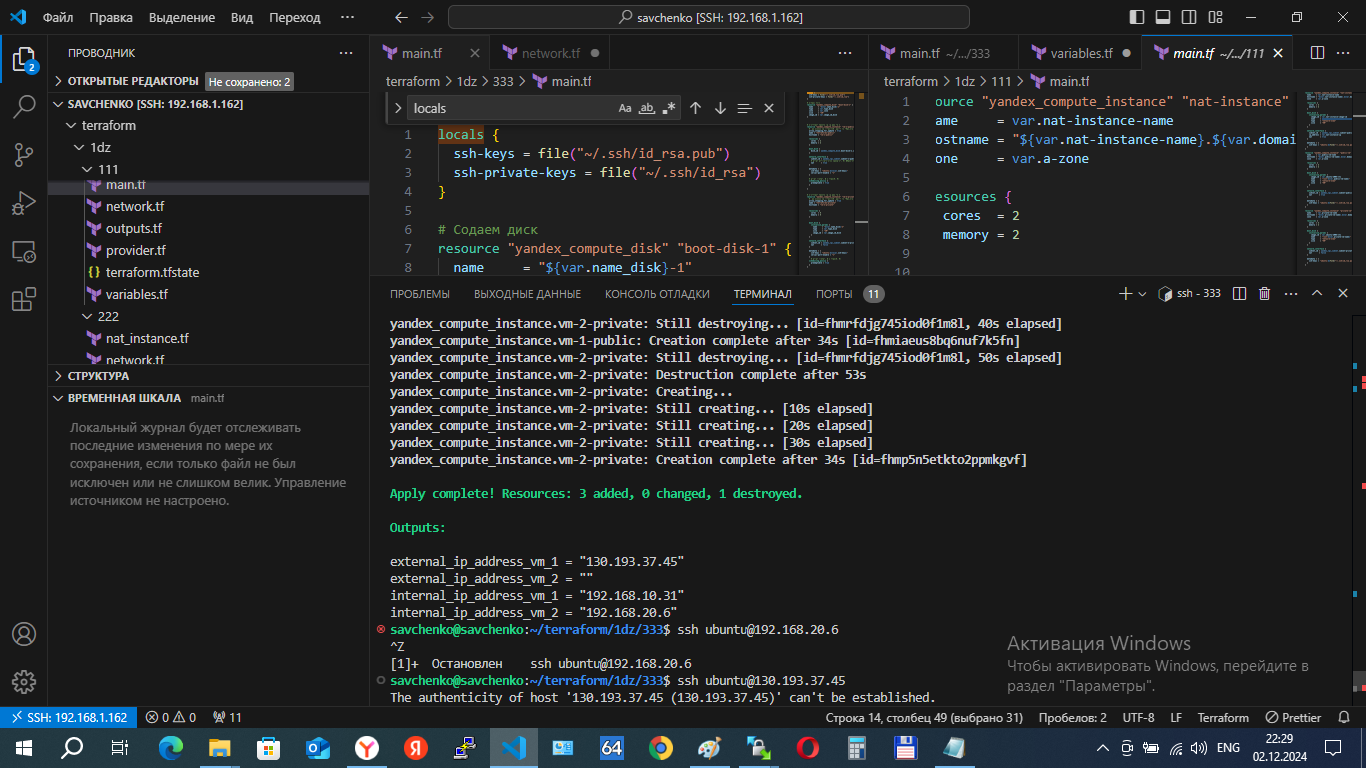 Файл Правка Выделение Вид Переход ··· savchenko [SSH: 192.168.1.162]
ПРОВОДНИК
ОТКРЫТЫЕ РЕДАКТОРЫ Не сохранено: 2
SAVCHENKO [SSH: 192.168.1.162]
terraform
1dz
111
main.tf
network.tf
outputs.tf
provider.tf
terraform.tfstate
variables.tf
222
nat_instance.tf
network.tf
СТРУКТУРА
ВРЕМЕННАЯ ШКАЛА main.tf
Локальный журнал будет отслеживать
последние изменения по мере их
сохранения, если только файл не был
исключен или не слишком велик. Управление
источником не настроено.
2
main.tf network.tf
terraform > 1dz > 333 > main.tf
locals Aa ab
1 locals {
2 ssh-keys = file("~/.ssh/id_rsa.pub")
3 ssh-private-keys = file("~/.ssh/id_rsa")
4 }
5
6 # Содаем диск
7 resource "yandex_compute_disk" "boot-disk-1" {
8 name = "${var.name_disk}-1"
main.tf ~/.../333 variables.tf main.tf ~/.../111
terraform > 1dz > 111 > main.tf
1 ource "yandex_compute_instance" "nat-instance"
2 ame = var.nat-instance-name
3 ostname = "${var.nat-instance-name}.${var.domai
4 one = var.a-zone
5
6 esources {
7 cores = 2
8 memory = 2
9
10
ПРОБЛЕМЫ ВЫХОДНЫЕ ДАННЫЕ КОНСОЛЬ ОТЛАДКИ ТЕРМИНАЛ ПОРТЫ 11 ssh - 333
yandex_compute_instance.vm-2-private: Still destroying... [id=fhmrfdjg745iod0f1m8l, 40s elapsed]
yandex_compute_instance.vm-1-public: Creation complete after 34s [id=fhmiaeus8bq6nuf7k5fn]
yandex_compute_instance.vm-2-private: Still destroying... [id=fhmrfdjg745iod0f1m8l, 50s elapsed]
yandex_compute_instance.vm-2-private: Destruction complete after 53s
yandex_compute_instance.vm-2-private: Creating...
yandex_compute_instance.vm-2-private: Still creating... [10s elapsed]
yandex_compute_instance.vm-2-private: Still creating... [20s elapsed]
yandex_compute_instance.vm-2-private: Still creating... [30s elapsed]
yandex_compute_instance.vm-2-private: Creation complete after 34s [id=fhmp5n5etkto2ppmkgvf]
Apply complete! Resources: 3 added, 0 changed, 1 destroyed.
Outputs:
external_ip_address_vm_1 = "130.193.37.45"
external_ip_address_vm_2 = ""
internal_ip_address_vm_1 = "192.168.10.31"
internal_ip_address_vm_2 = "192.168.20.6"
savchenko@savchenko:~/terraform/1dz/333$ ssh ubuntu@192.168.20.6
^Z
[1]+ Остановлен ssh ubuntu@192.168.20.6
savchenko@savchenko:~/terraform/1dz/333$ ssh ubuntu@130.193.37.45
The authenticity of host '130.193.37.45 (130.193.37.45)' can't be established.
Активация Windows
Чтобы активировать Windows, перейдите в
раздел "Параметры".
SSH: 192.168.1.162 0 0 11 Строка 14, столбец 49 (выбрано 31) Пробелов: 2 UTF-8 LF Terraform Prettier
64 ENG 22:29
02.12.2024